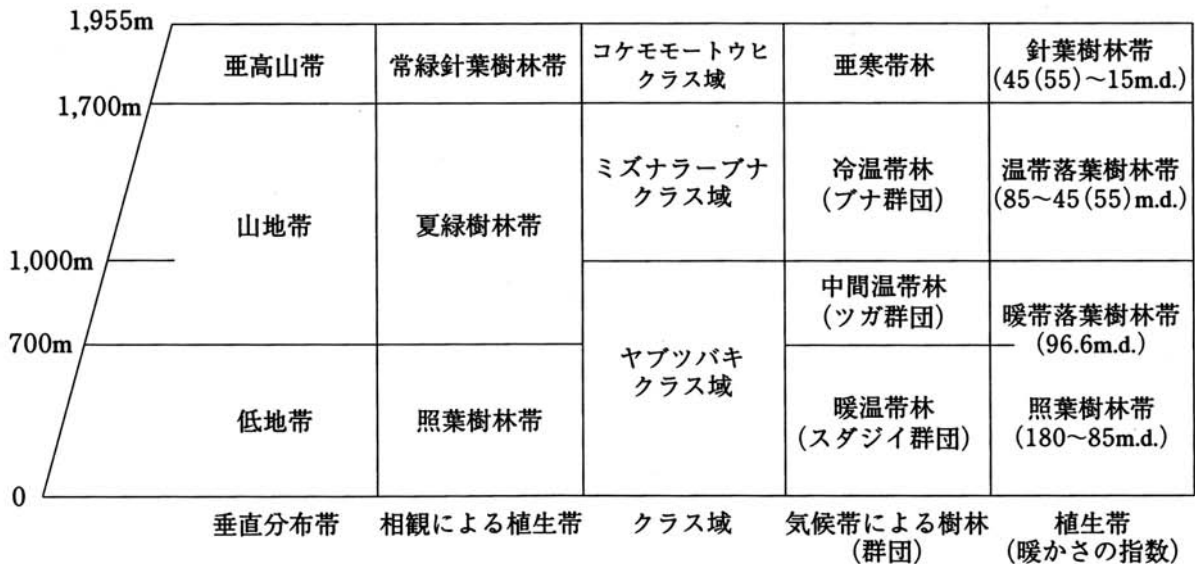 1,955m
亜高山帯
常緑針葉樹林帯
コケモモートウヒ
クラス域
亜寒帯林
針葉樹林帯
(45(55)～15m.d.)
1,700m
山地帯
夏緑樹林帯
ミズナラーブナ
クラス域
冷温帯林
(ブナ群団)
温帯落葉樹林帯
(85～45(55)m.d.)
1,000m
中間温帯林
(ツガ群団)
暖帯落葉樹林帯
(96.6m.d.)
700m
低地帯
照葉樹林帯
ヤブツバキ
クラス域
暖温帯林
(スダジイ群団)
照葉樹林帯
(180～85m.d.)
0
垂直分布帯
相観による植生帯
クラス域
気候帯による樹林
(群団)
植生帯
(暖かさの指数)